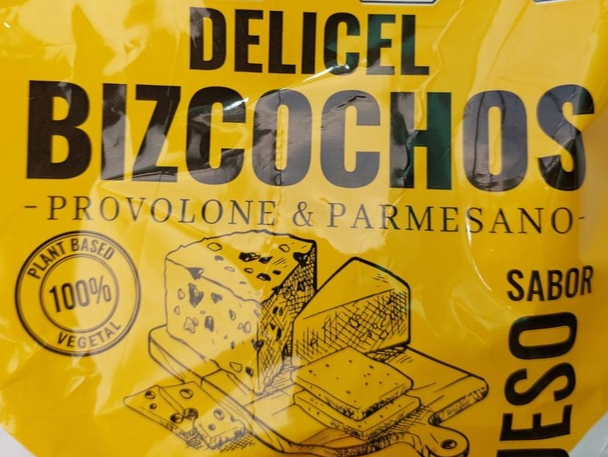 DELICEL
BIZCOCHOS
- PROVOLONE & PARMESANO -
PLANT BASED
100%
VEGETAL
SABOR